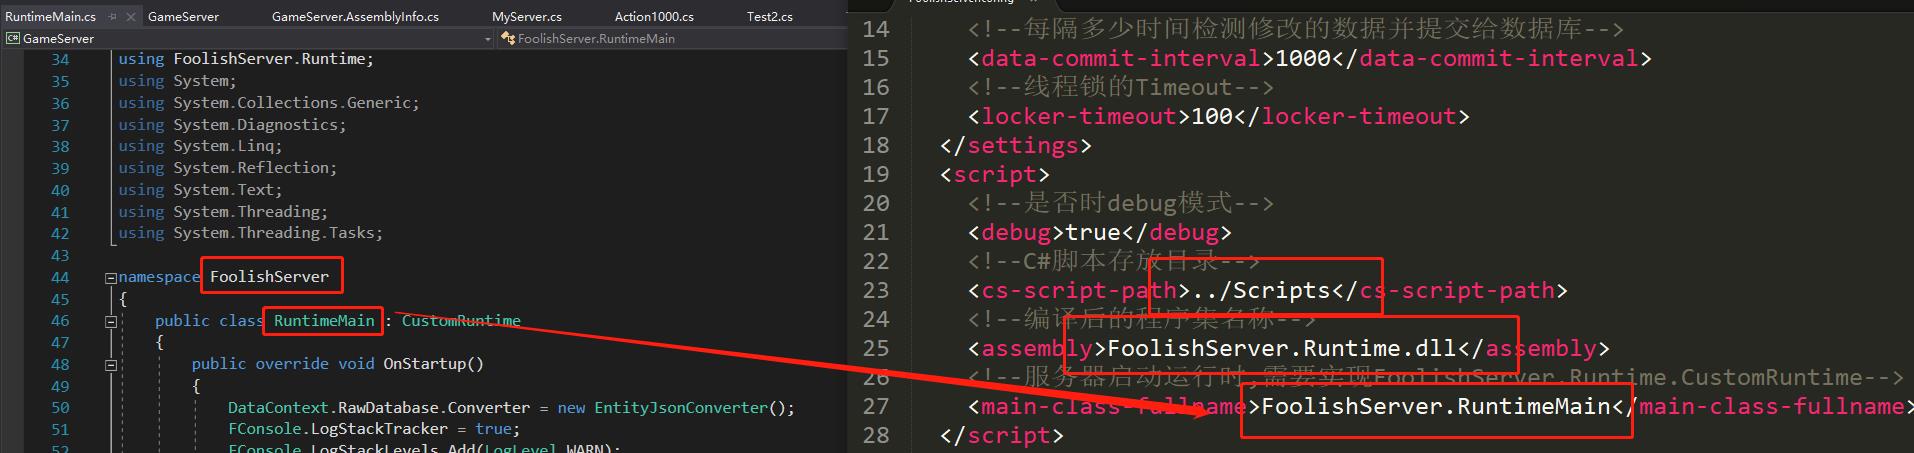 RuntimeMain.cs
GameServer
GameServer.AssemblyInfo.cs
MyServer.cs
Action1000.cs
Test2.cs
GameServer
FoolishServer.RuntimeMain
34 using FoolishServer.Runtime;
35 using System;
36 using System.Collections.Generic;
37 using System.Diagnostics;
38 using System.Linq;
39 using System.Reflection;
40 using System.Text;
41 using System.Threading;
42 using System.Threading.Tasks;
43
44 namespace FoolishServer
45 {
46 public class RuntimeMain : CustomRuntime
47 {
48 public override void OnStartup()
49 {
50 DataContext.RawDatabase.Converter = new EntityJsonConverter();
51 FConsole.LogStackTracker = true;
52 FConsole.LogStackLevels.Add(LogLevel.WARN);
14 <!--每隔多少时间检测修改的数据并提交给数据库-->
15 <data-commit-interval>1000</data-commit-interval>
16 <!--线程锁的Timeout-->
17 <locker-timeout>100</locker-timeout>
18 </settings>
19 <script>
20 <!--是否时debug模式-->
21 <debug>true</debug>
22 <!--C#脚本存放目录-->
23 <cs-script-path>../Scripts</cs-script-path>
24 <!--编译后的程序集名称-->
25 <assembly>FoolishServer.Runtime.dll</assembly>
26 <!--服务器启动运行时,需要实现FoolishServer.Runtime.CustomRuntime-->
27 <main-class-fullname>FoolishServer.RuntimeMain</main-class-fullname>
28 </script>